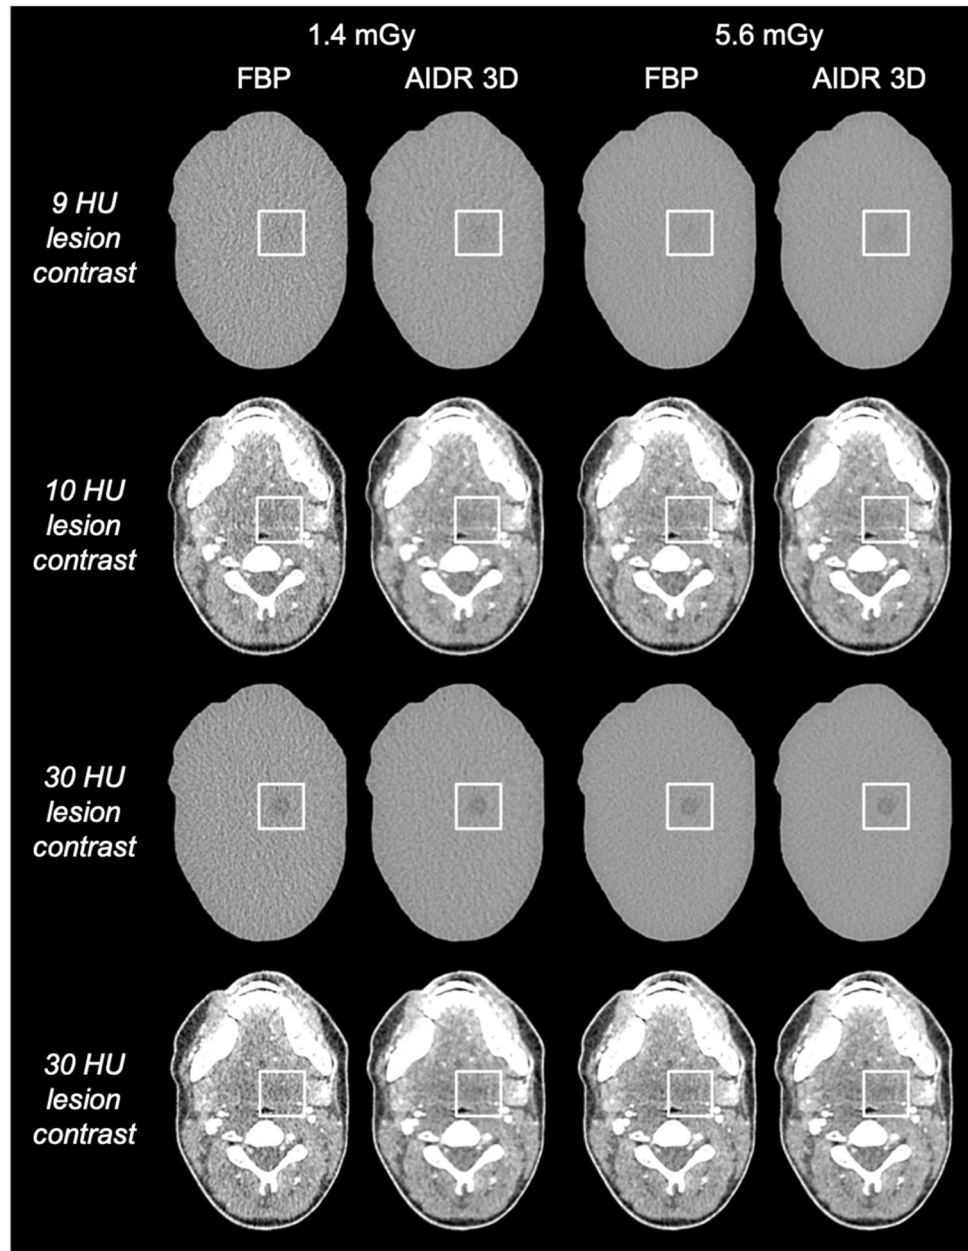 1.4 mGy 5.6 mGy
FBP AIDR 3D FBP AIDR 3D
9 HU
lesion
contrast
10 HU
lesion
contrast
30 HU
lesion
contrast
30 HU
lesion
contrast